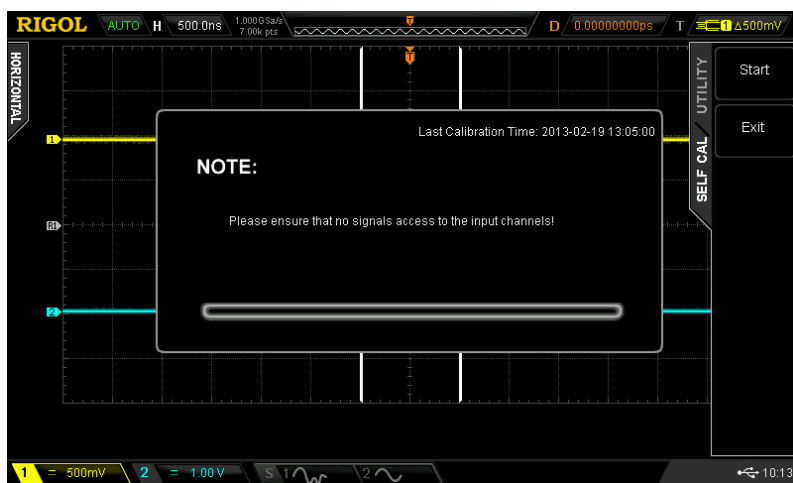 RIGOL AUTO H 500.0ns 1.000GSa/s 7.00k pts D 0.00000000ps T 1 Δ500mV
T
HORIZONTAL
UTILITY
SELF CAL
Start
Exit
Last Calibration Time: 2013-02-19 13:05:00
NOTE:
Please ensure that no signals access to the input channels!
1
R1
2
1 = 500mV 2 = 1.00 V S 1 2 10:13